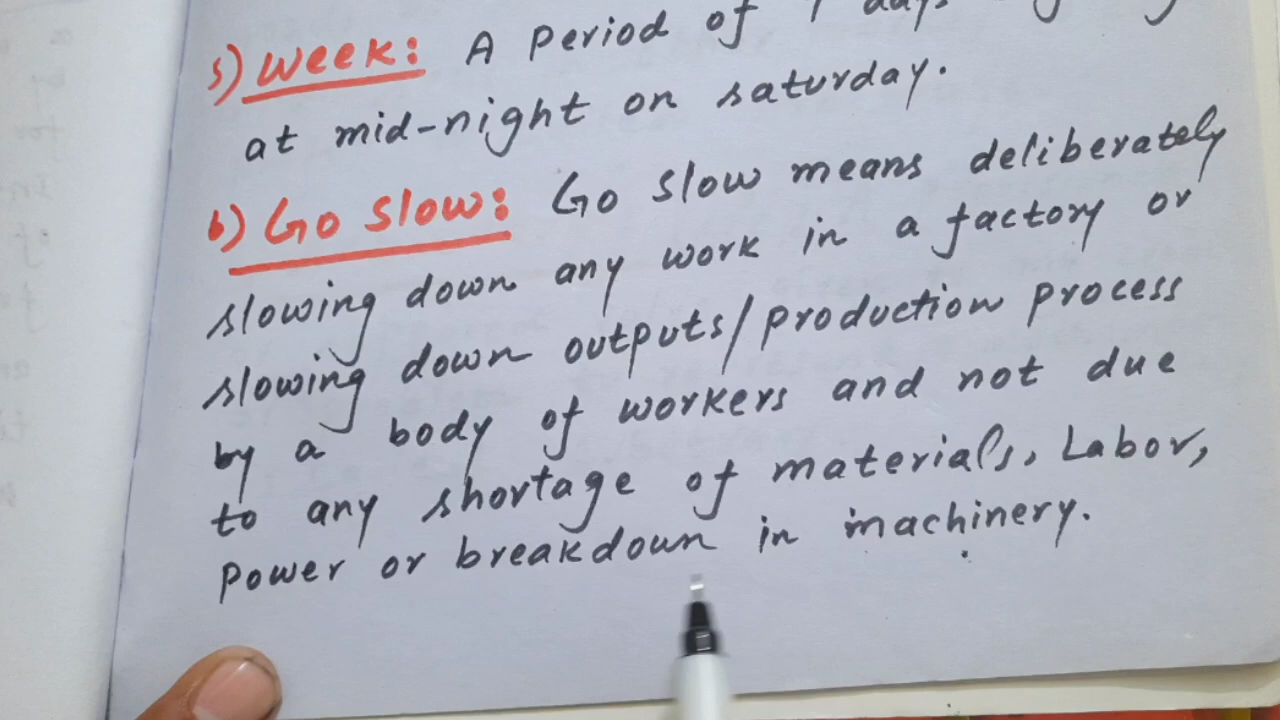 5) Week: A Period of 7 days
at mid-night on saturday.
6) Go Slow: Go slow means deliberately
slowing down any work in a factory or
slowing down outputs/production process
by a body of workers and not due
to any shortage of materials, Labor,
Power or breakdown in machinery.